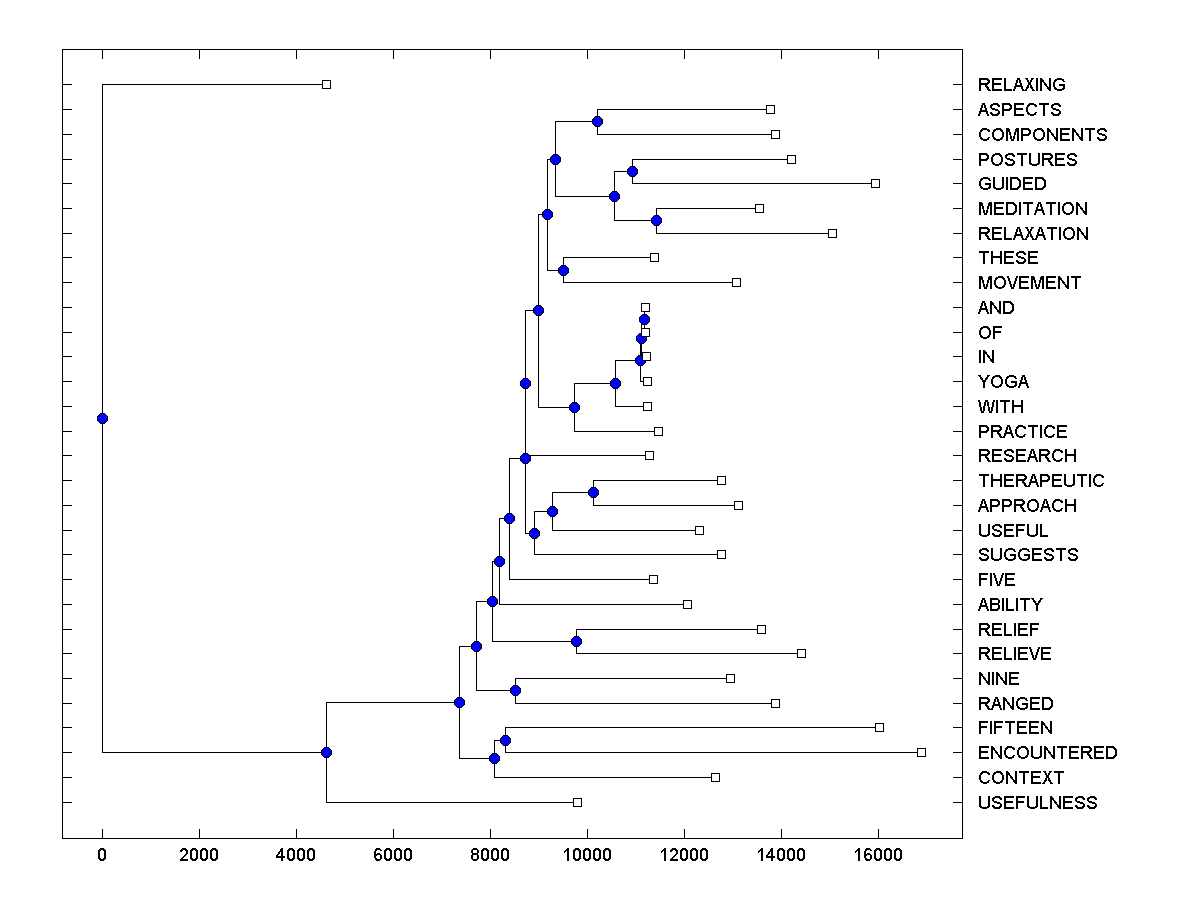 RELAXING
ASPECTS
COMPONENTS
POSTURES
GUIDED
MEDITATION
RELAXATION
THESE
MOVEMENT
AND
OF
IN
YOGA
WITH
PRACTICE
RESEARCH
THERAPEUTIC
APPROACH
USEFUL
SUGGESTS
FIVE
ABILITY
RELIEF
RELIEVE
NINE
RANGED
FIFTEEN
ENCOUNTERED
CONTEXT
USEFULNESS
0 2000 4000 6000 8000 10000 12000 14000 16000